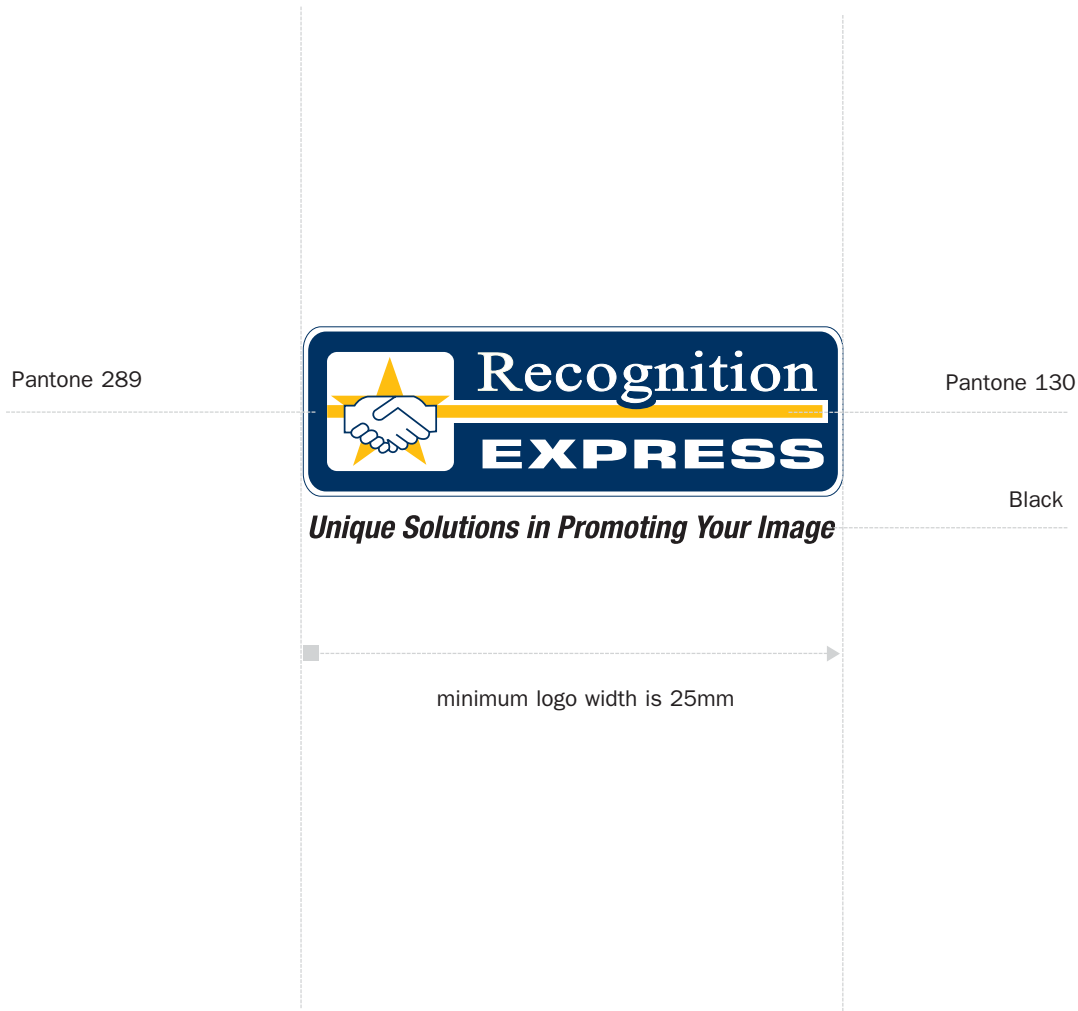 Pantone 289
Recognition
Pantone 130
EXPRESS
Black
Unique Solutions in Promoting Your Image
minimum logo width is 25mm